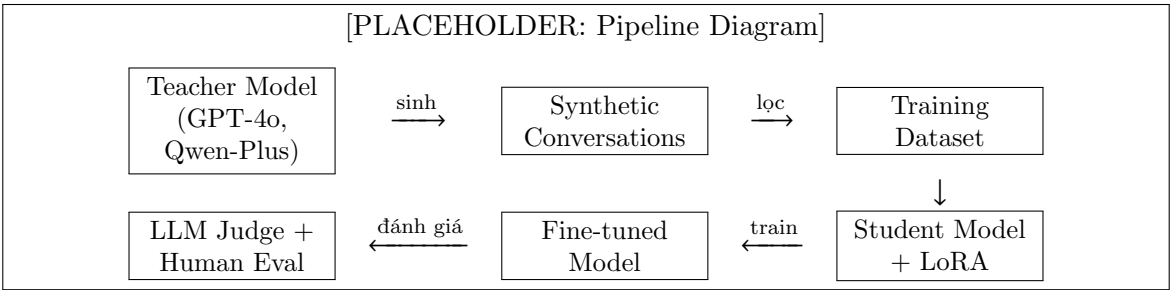 [PLACEHOLDER: Pipeline Diagram]
Teacher Model
(GPT-4o,
Qwen-Plus)
sinh
Synthetic
Conversations
lọc
Training
Dataset
Student Model
+ LoRA
train
Fine-tuned
Model
đánh giá
LLM Judge +
Human Eval